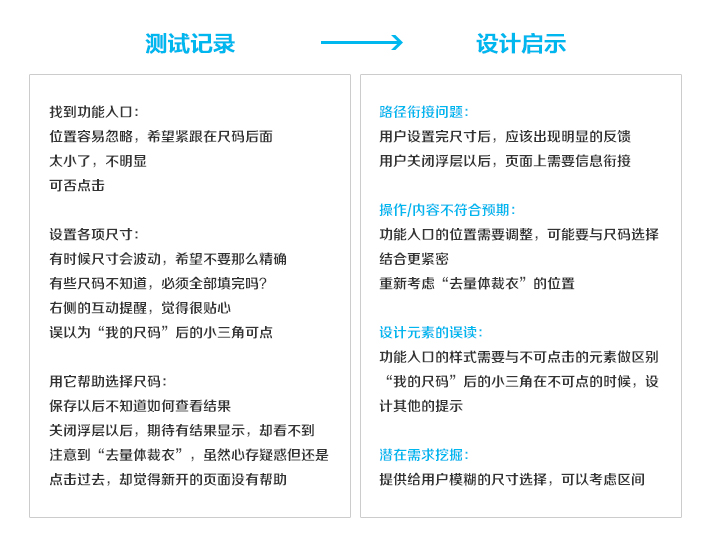 测试记录
设计启示
找到功能入口：
位置容易忽略，希望紧跟在尺码后面
太小了，不明显
可否点击
设置各项尺寸：
有时候尺寸会波动，希望不要那么精确
有些尺码不知道，必须全部填完吗？
右侧的互动提醒，觉得很贴心
误以为“我的尺码”后的小三角可点
用它帮助选择尺码：
保存以后不知道如何查看结果
关闭浮层以后，期待有结果显示，却看不到
注意到“去量体裁衣”，虽然心存疑惑但还是
点击过去，却觉得新开的页面没有帮助
路径衔接问题：
用户设置完尺寸后，应该出现明显的反馈
用户关闭浮层以后，页面上需要信息衔接
操作/内容不符合预期：
功能入口的位置需要调整，可能要与尺码选择
结合更紧密
重新考虑“去量体裁衣”的位置
设计元素的误读：
功能入口的样式需要与不可点击的元素做区别
“我的尺码”后的小三角在不可点的时候，设
计其他的提示
潜在需求挖掘：
提供给用户模糊的尺寸选择，可以考虑区间